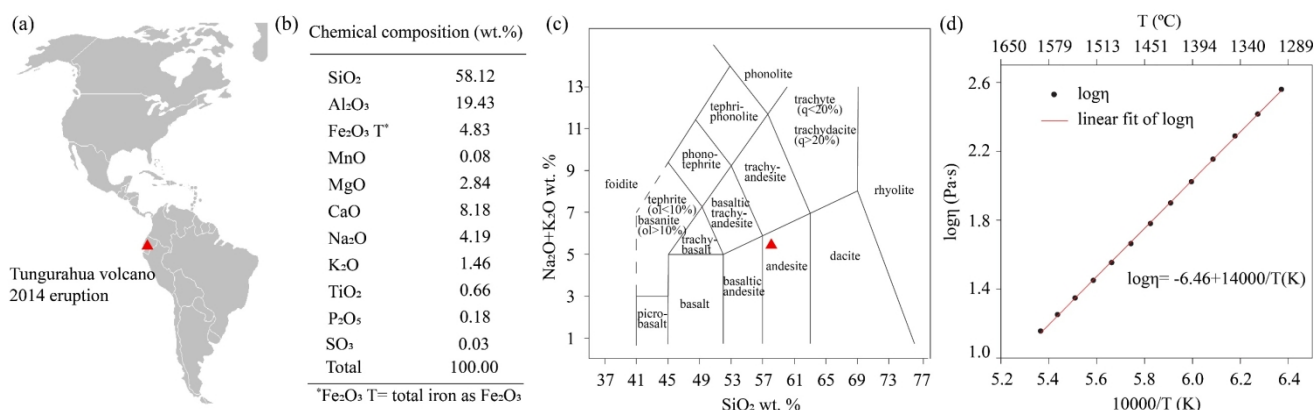 (a)
Tungurahua volcano
2014 eruption
(b)
Chemical composition (wt.%)
SiO₂ 58.12
Al₂O₃ 19.43
Fe₂O₃ T* 4.83
MnO 0.08
MgO 2.84
CaO 8.18
Na₂O 4.19
K₂O 1.46
TiO₂ 0.66
P₂O₅ 0.18
SO₃ 0.03
Total 100.00
*Fe₂O₃ T= total iron as Fe₂O₃
(c)
Na₂O+K₂O wt. %
13
11
9
7
5
3
1
phonolite
tephri-
phonolite
trachyte
(q<20%)
trachydacite
(q>20%)
phono-
tephrite
trachy-
andesite
foidite
tephrite
(ol<10%)
basanite
(ol>10%)
basaltic
trachy-
andesite
rhyolite
trachy-
basalt
picro-
basalt
basalt
basaltic
andesite
andesite
dacite
37 41 45 49 53 57 61 65 69 73 77
SiO₂ wt. %
(d)
T (ºC)
1650 1579 1513 1451 1394 1340 1289
logη (Pa·s)
2.6
2.2
1.8
1.4
1.0
logη
linear fit of logη
logη= -6.46+14000/T(K)
5.2 5.4 5.6 5.8 6.0 6.2 6.4
10000/T (K)